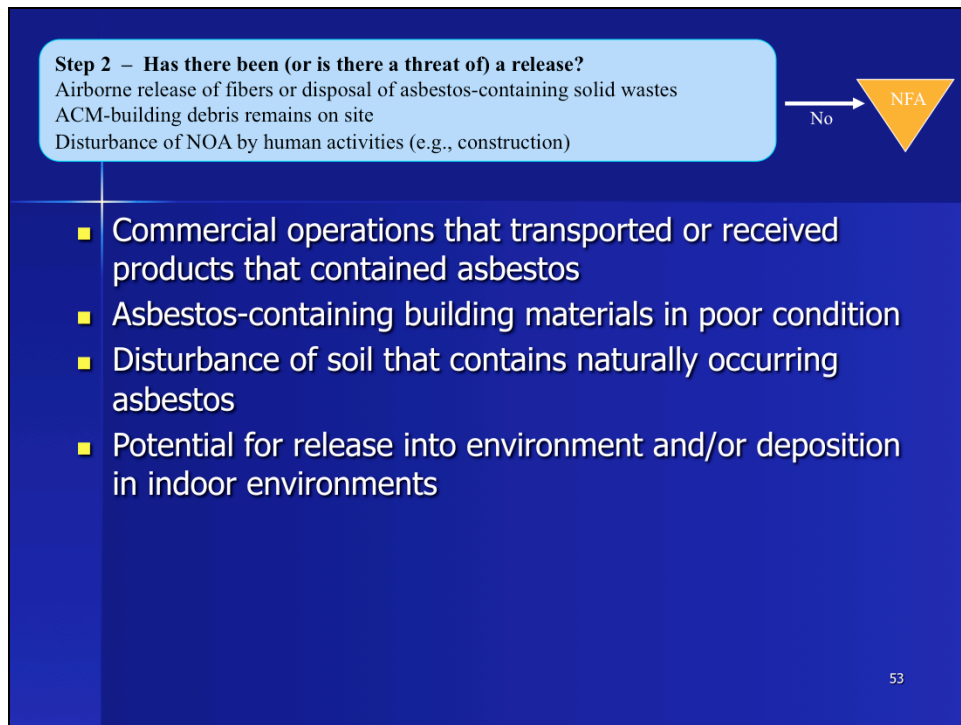 Step 2 – Has there been (or is there a threat of) a release?
Airborne release of fibers or disposal of asbestos-containing solid wastes
ACM-building debris remains on site
Disturbance of NOA by human activities (e.g., construction)
No
NFA
Commercial operations that transported or received
products that contained asbestos
Asbestos-containing building materials in poor condition
Disturbance of soil that contains naturally occurring
asbestos
Potential for release into environment and/or deposition
in indoor environments
53